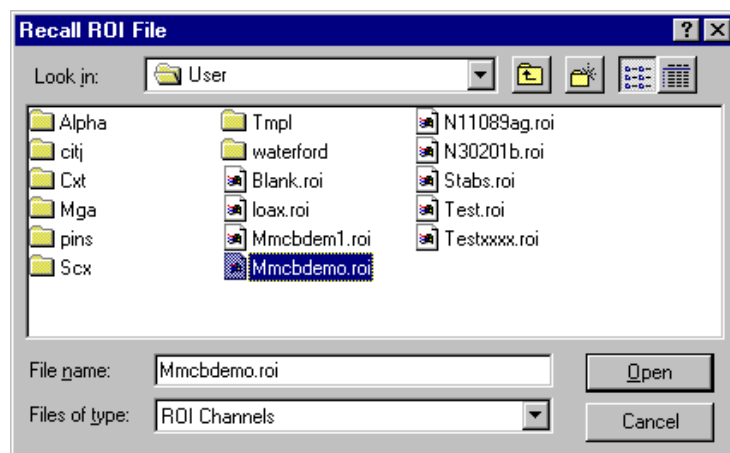 Recall ROI File
Look in: User
Alpha
citj
Cxt
Mga
pins
Scx
Tmpl
waterford
Blank.roi
loax.roi
Mmcbdem1.roi
Mmcbdemo.roi
N11089ag.roi
N30201b.roi
Stabs.roi
Test.roi
Testxxxx.roi
File name: Mmcbdemo.roi
Open
Files of type: ROI Channels
Cancel